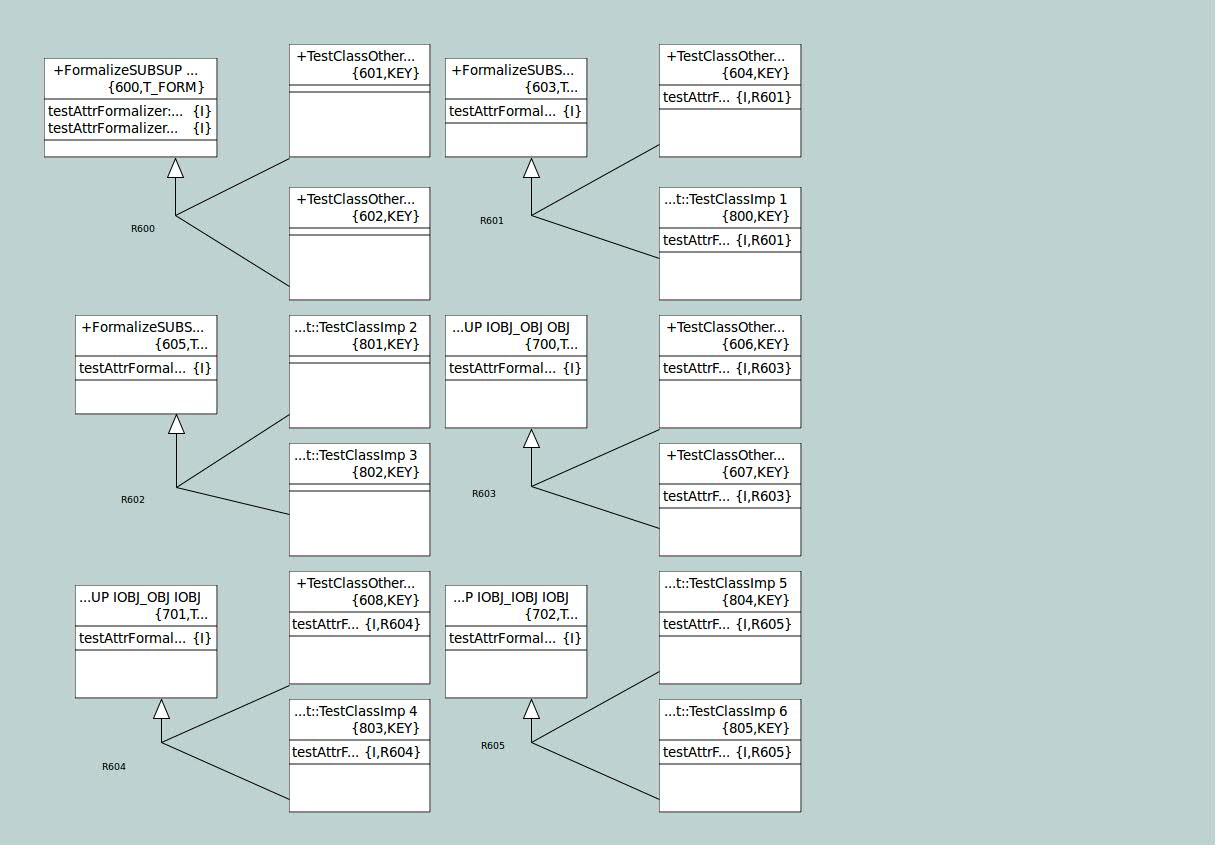 +FormalizeSUBSUP ...
{600,T_FORM}
testAttrFormalizer:... {I}
testAttrFormalizer... {I}
+TestClassOther...
{601,KEY}
+TestClassOther...
{602,KEY}
R600
+FormalizeSUBS...
{603,T...
testAttrFormal... {I}
+TestClassOther...
{604,KEY}
testAttrF... {I,R601}
...t::TestClassImp 1
{800,KEY}
testAttrF... {I,R601}
R601
+FormalizeSUBS...
{605,T...
testAttrFormal... {I}
...t::TestClassImp 2
{801,KEY}
...t::TestClassImp 3
{802,KEY}
R602
...UP IOBJ_OBJ OBJ
{700,T...
testAttrFormal... {I}
+TestClassOther...
{606,KEY}
testAttrF... {I,R603}
+TestClassOther...
{607,KEY}
testAttrF... {I,R603}
R603
...UP IOBJ_OBJ IOBJ
{701,T...
testAttrFormal... {I}
+TestClassOther...
{608,KEY}
testAttrF... {I,R604}
...t::TestClassImp 4
{803,KEY}
testAttrF... {I,R604}
R604
...P IOBJ_IOBJ IOBJ
{702,T...
testAttrFormal... {I}
...t::TestClassImp 5
{804,KEY}
testAttrF... {I,R605}
...t::TestClassImp 6
{805,KEY}
testAttrF... {I,R605}
R605